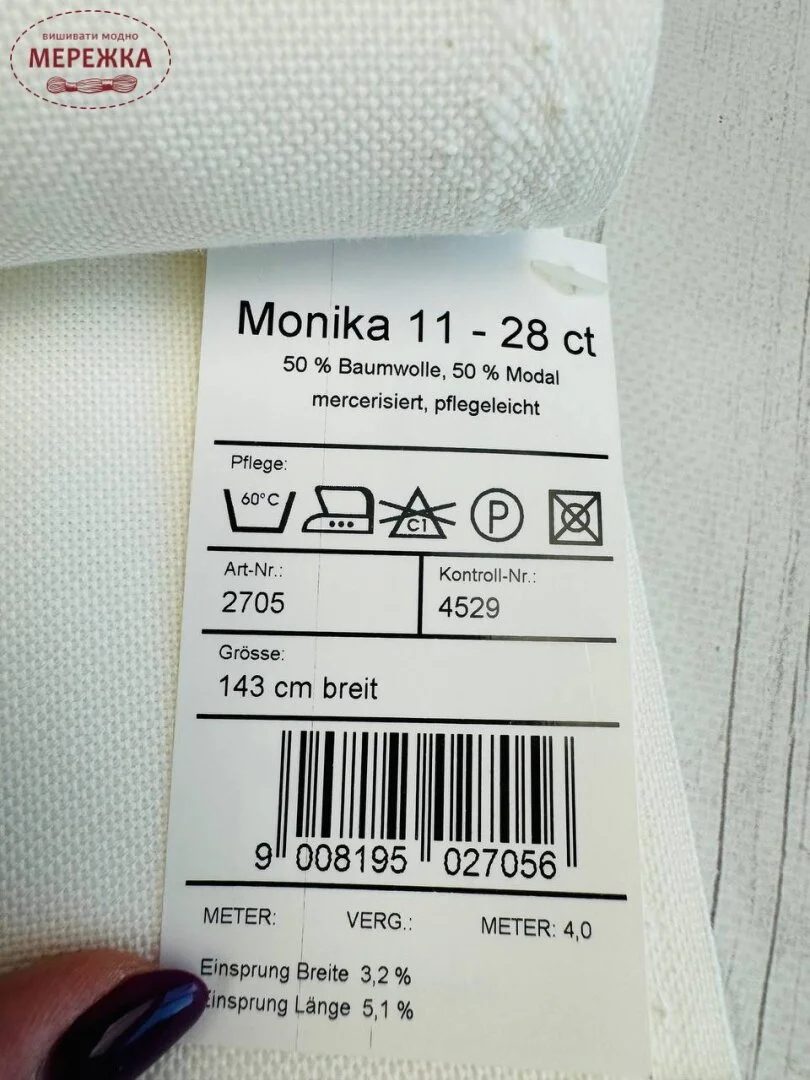 вишивати модно
МЕРЕЖКА
Monika 11 - 28 ct
50 % Baumwolle, 50 % Modal
mercerisiert, pflegeleicht
Pflege:
60°C C1 P
Art-Nr.: Kontroll-Nr.:
2705 4529
Grösse:
143 cm breit
9 008195 027056
METER: VERG.: METER: 4,0
Einsprung Breite 3,2 %
Einsprung Länge 5,1 %